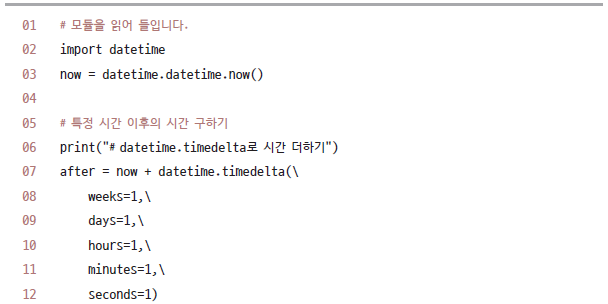 01 # 모듈을 읽어 들입니다.
02 import datetime
03 now = datetime.datetime.now()
04
05 # 특정 시간 이후의 시간 구하기
06 print("# datetime.timedelta로 시간 더하기")
07 after = now + datetime.timedelta(\
08 weeks=1,\
09 days=1,\
10 hours=1,\
11 minutes=1,\
12 seconds=1)